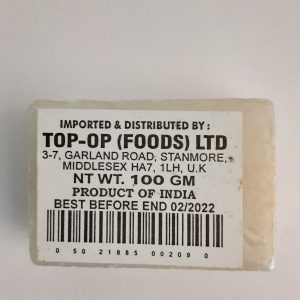 IMPORTED & DISTRIBUTED BY :
TOP-OP (FOODS) LTD
3-7, GARLAND ROAD, STANMORE,
MIDDLESEX HA7, 1LH, U.K
NT WT. 100 GM
PRODUCT OF INDIA
BEST BEFORE END 02/2022
0 50 21885 00209 0